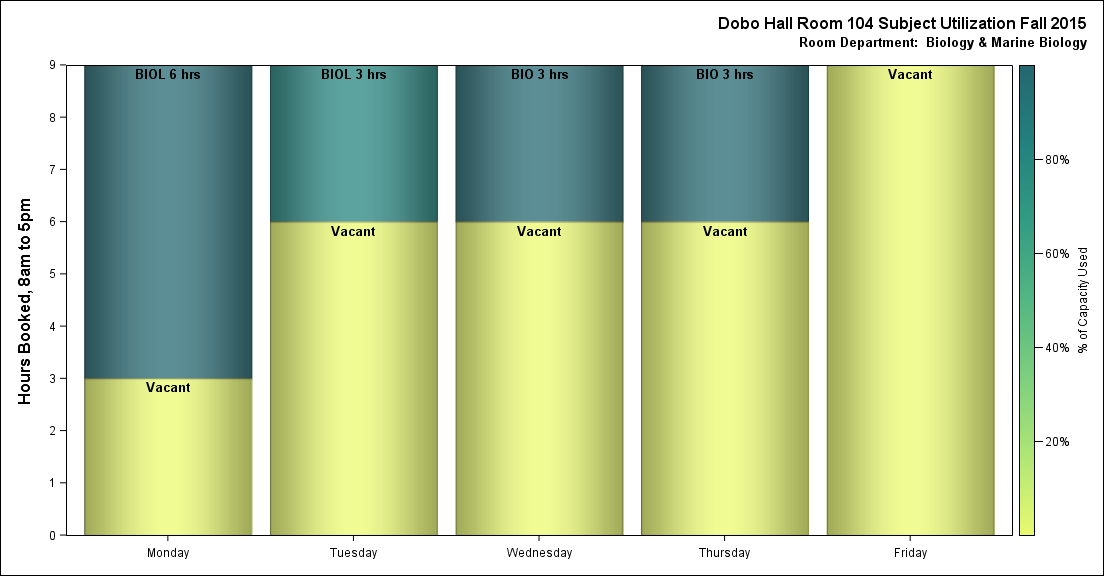 Dobo Hall Room 104 Subject Utilization Fall 2015
Room Department:  Biology & Marine Biology
Hours Booked, 8am to 5pm
9
8
7
6
5
4
3
2
1
0
BIOL 6 hrs
Vacant
BIOL 3 hrs
Vacant
BIO 3 hrs
Vacant
BIO 3 hrs
Vacant
Vacant
Monday
Tuesday
Wednesday
Thursday
Friday
80%
60%
40%
20%
% of Capacity Used